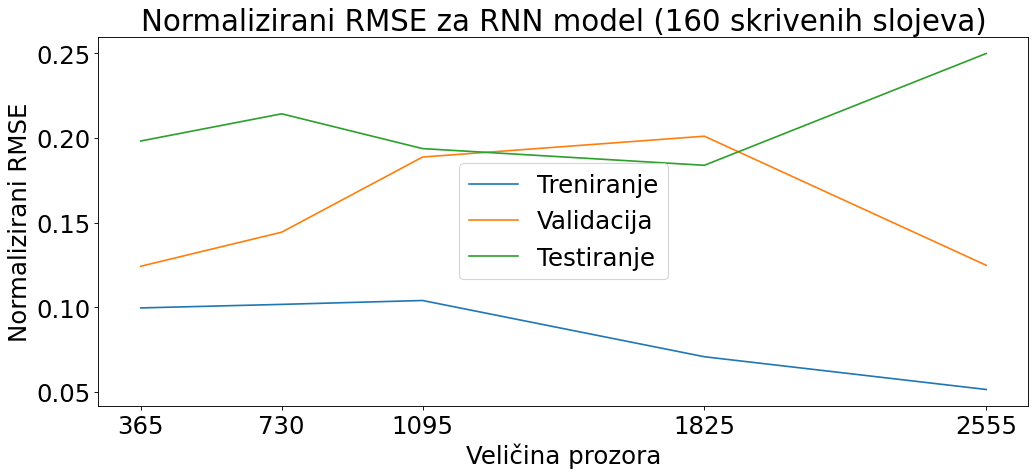 Normalizirani RMSE za RNN model (160 skrivenih slojeva)
Normalizirani RMSE
0.25
0.20
0.15
0.10
0.05
Treniranje
Validacija
Testiranje
365 730 1095 1825 2555
Veličina prozora